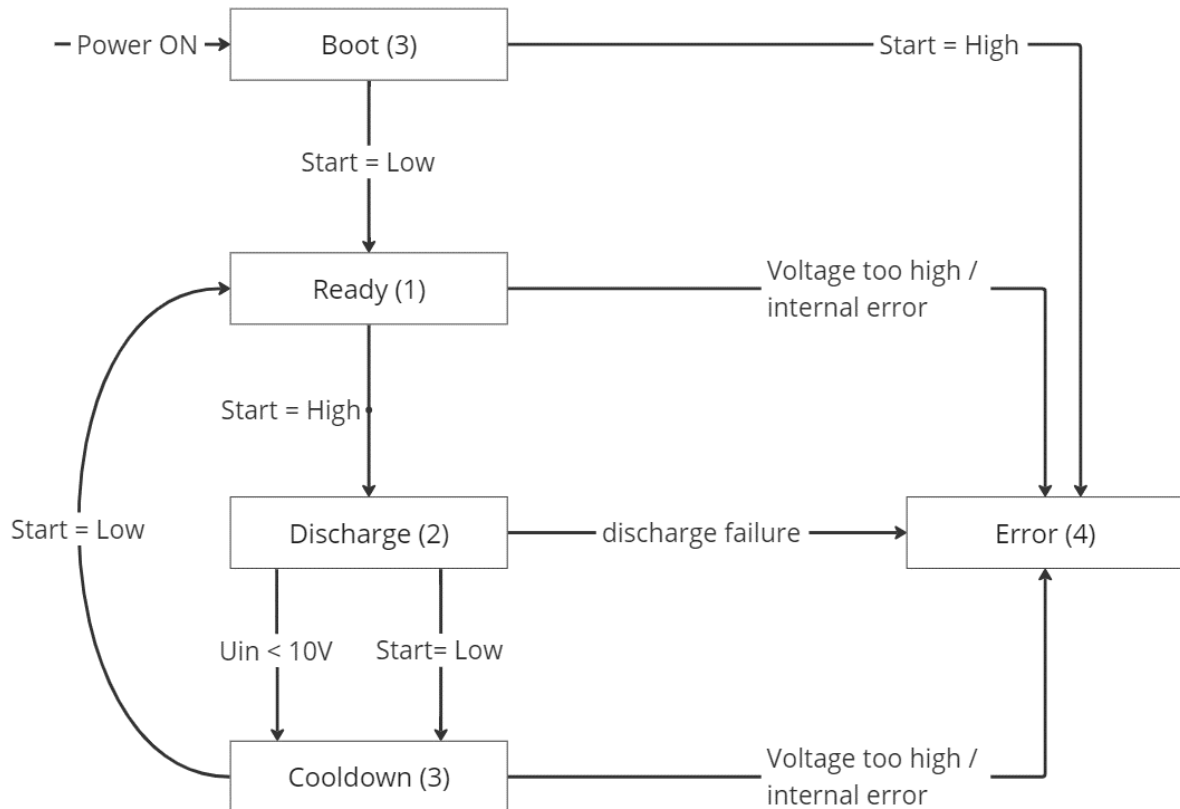 Power ON
Boot (3)
Start = High
Start = Low
Ready (1)
Voltage too high /
internal error
Start = High
Start = Low
Discharge (2)
discharge failure
Error (4)
Uin < 10V
Start= Low
Cooldown (3)
Voltage too high /
internal error